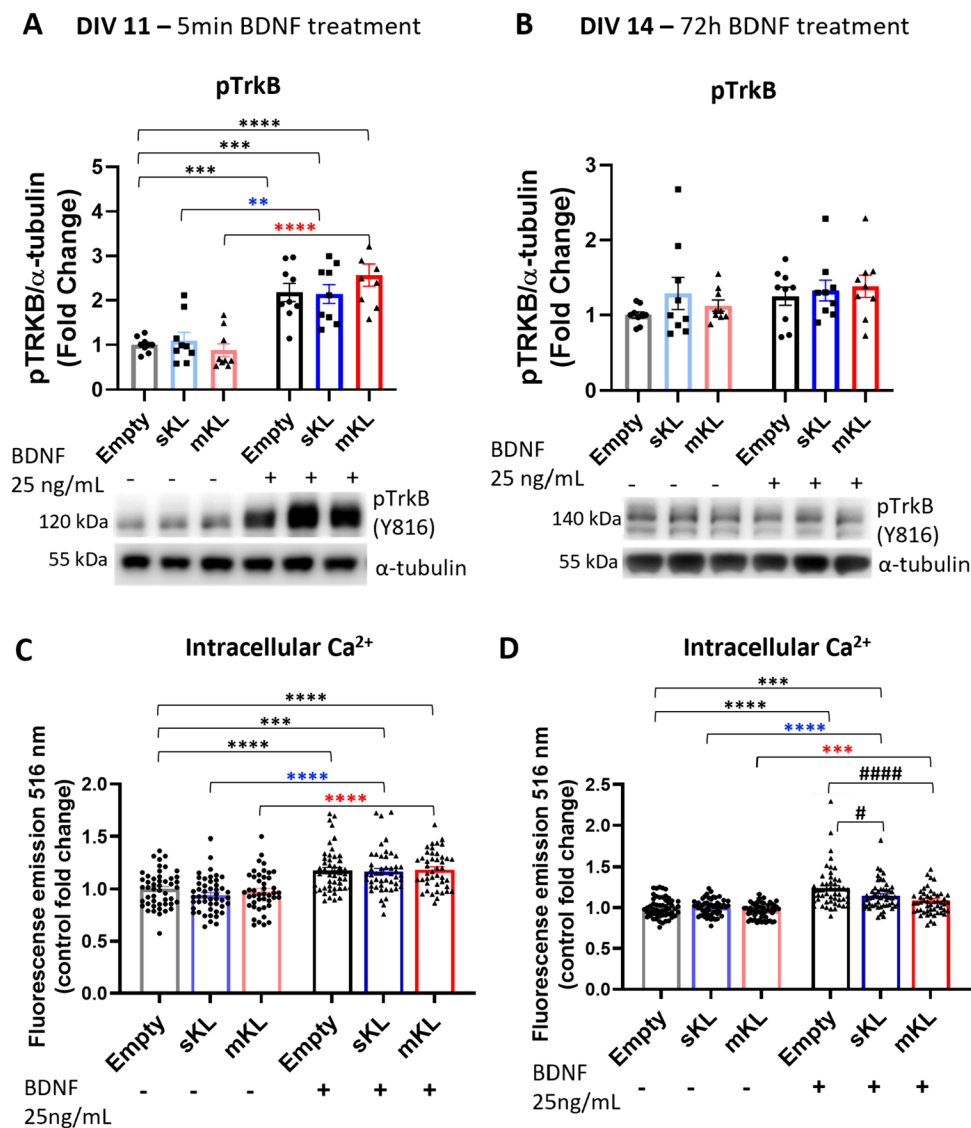 A DIV 11 – 5min BDNF treatment
pTrkB
****
***
***
**
****
pTRKB/α-tubulin
(Fold Change)
5
4
3
2
1
0
Empty sKL mKL Empty sKL mKL
BDNF
25 ng/mL - - - + + +
120 kDa pTrkB
(Y816)
55 kDa α-tubulin
B DIV 14 – 72h BDNF treatment
pTrkB
pTRKB/α-tubulin
(Fold Change)
3
2
1
0
Empty sKL mKL Empty sKL mKL
BDNF
25 ng/mL - - - + + +
140 kDa pTrkB
(Y816)
55 kDa α-tubulin
C Intracellular Ca²⁺
****
***
****
****
****
Fluorescense emission 516 nm
(control fold change)
2.0
1.5
1.0
0.5
0.0
Empty sKL mKL Empty sKL mKL
BDNF
25ng/mL - - - + + +
D Intracellular Ca²⁺
***
****
****
***
####
#
Fluorescense emission 516 nm
(control fold change)
2.5
2.0
1.5
1.0
0.5
0.0
Empty sKL mKL Empty sKL mKL
BDNF
25ng/mL - - - + + +